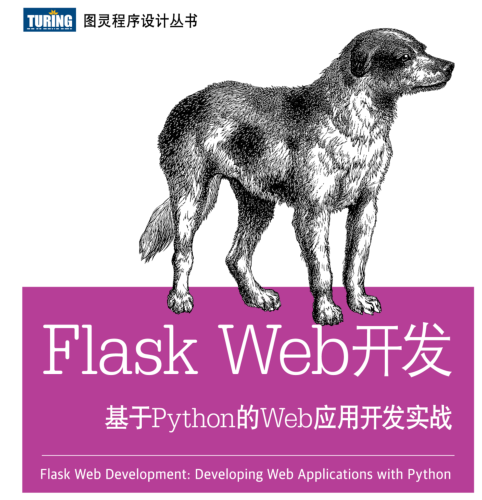 TURING 图灵程序设计丛书
Flask Web开发
基于Python的Web应用开发实战
Flask Web Development: Developing Web Applications with Python